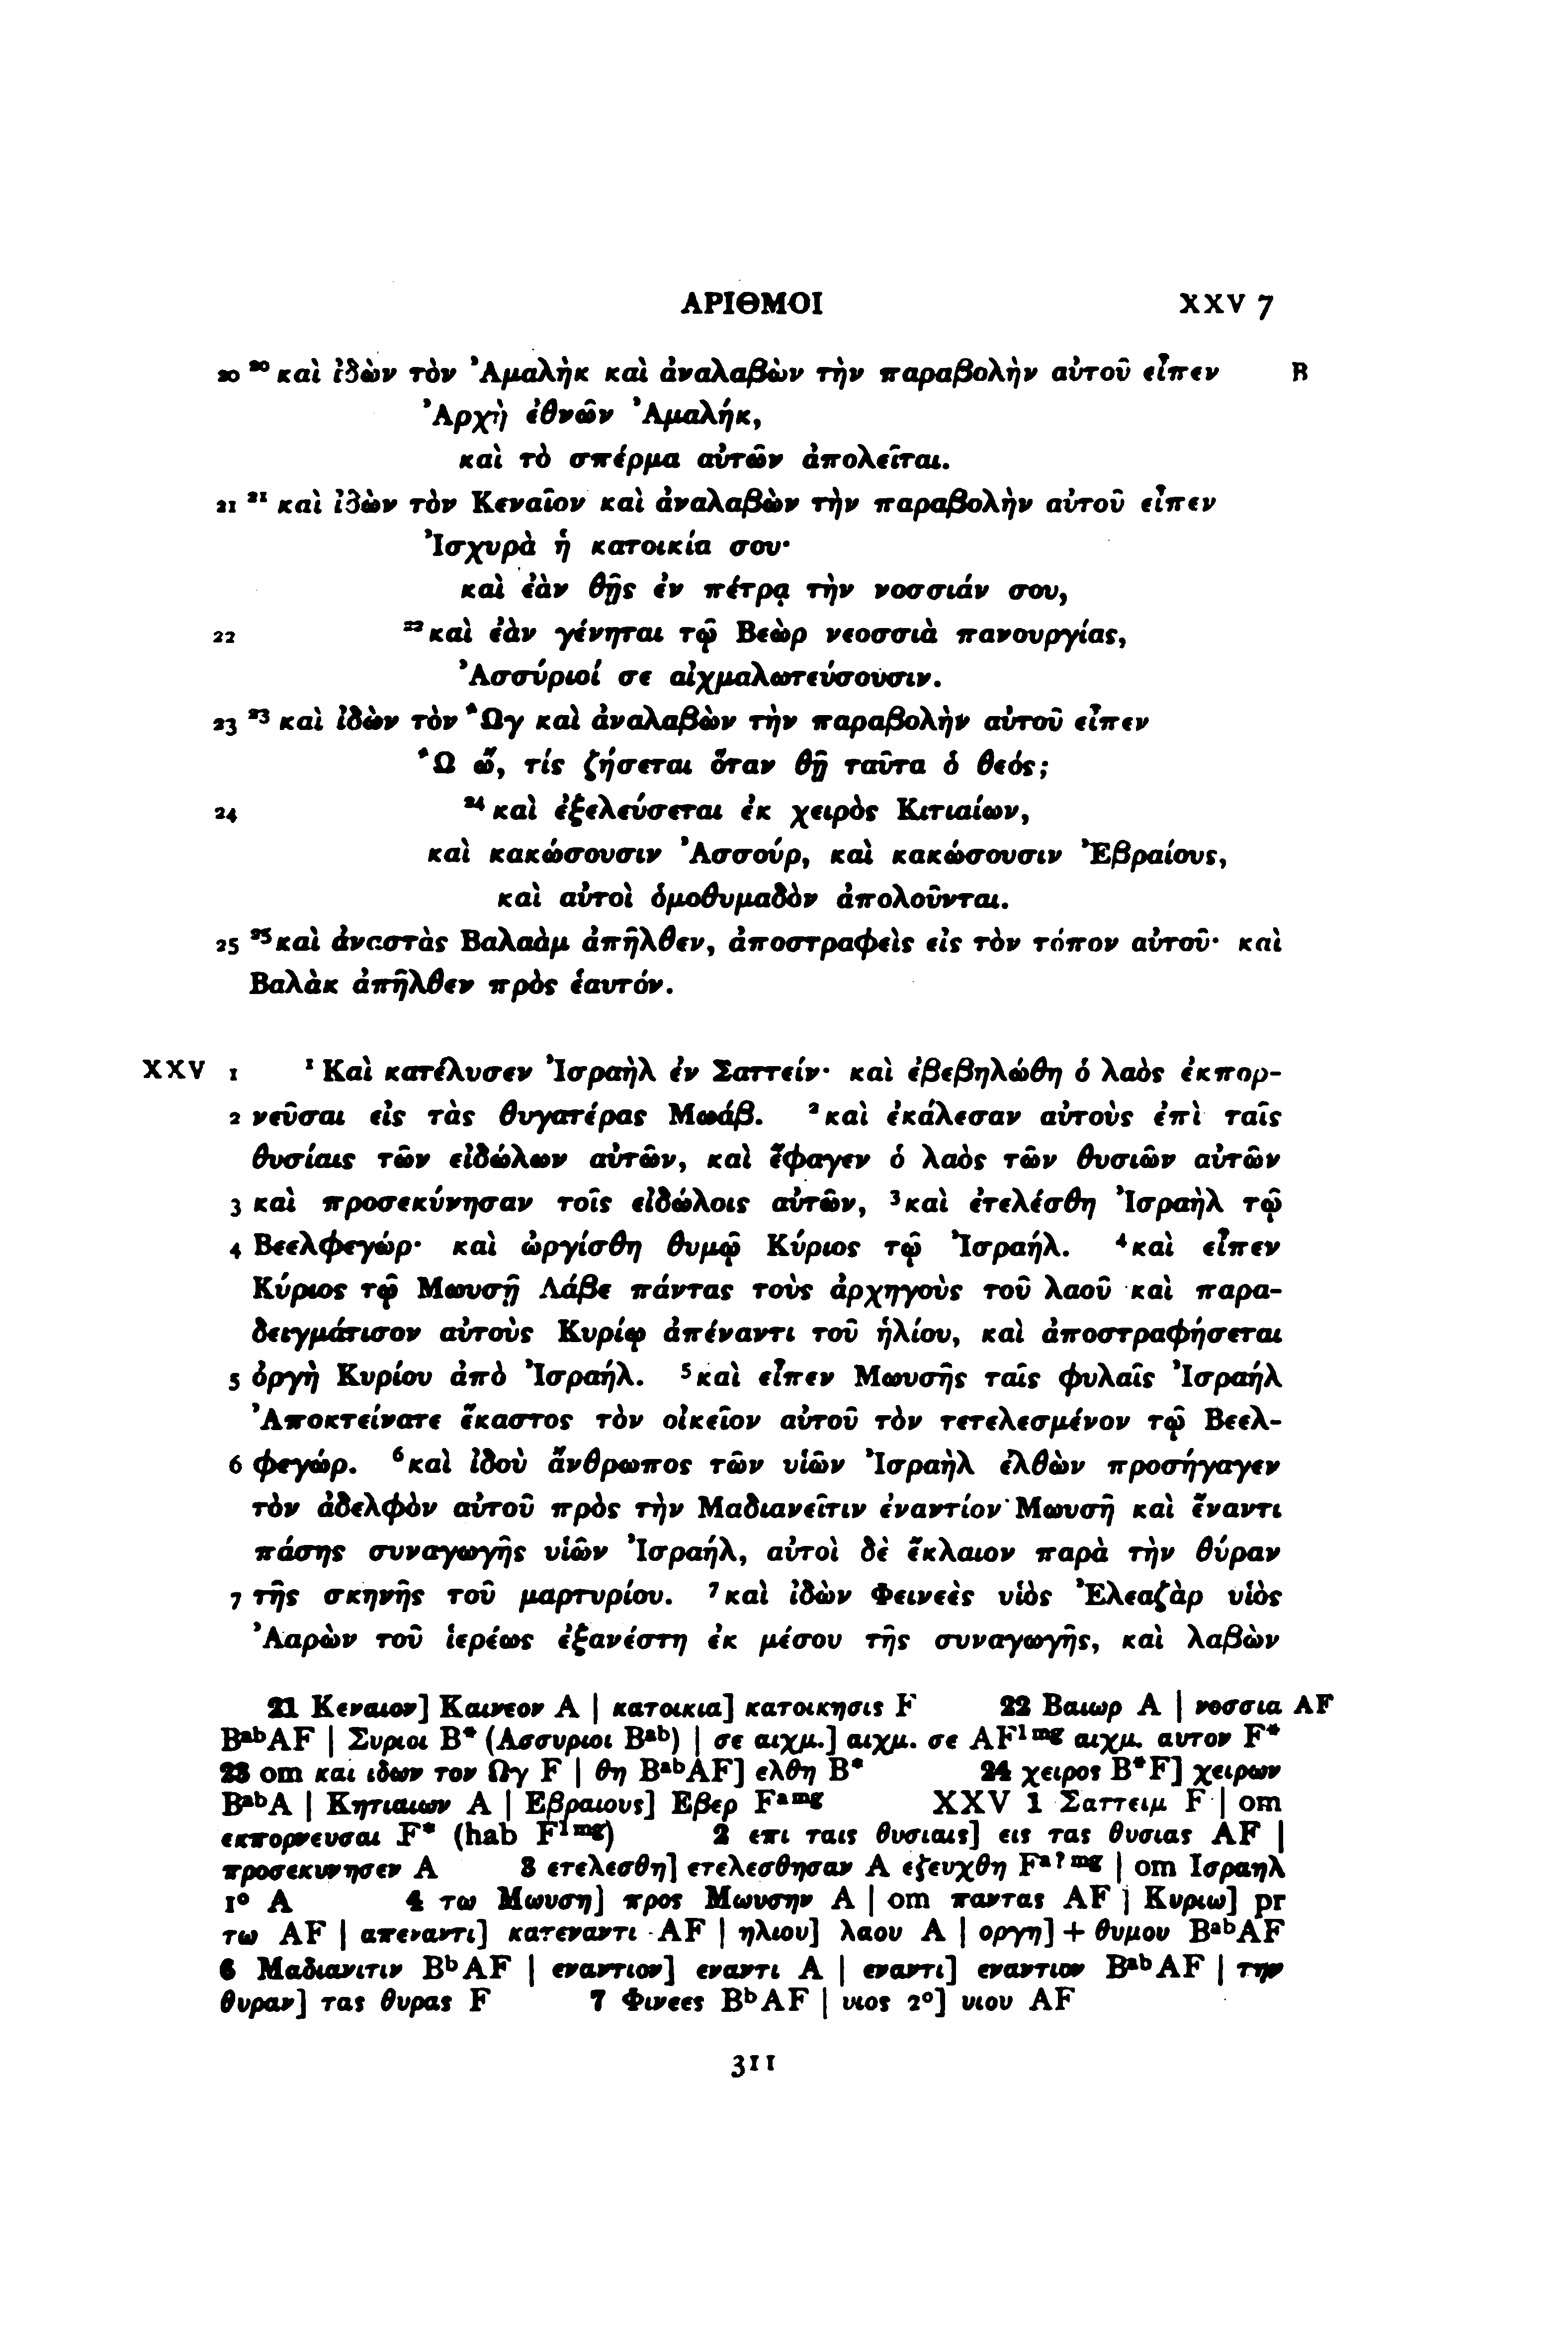 ΑΡΙΘΜΟΙ XXV 7
20 ²⁰ καὶ ἰδὼν τὸν Ἀμαλὴκ καὶ ἀναλαβὼν τὴν παραβολὴν αὐτοῦ εἶπεν B
Ἀρχὴ ἐθνῶν Ἀμαλήκ,
καὶ τὸ σπέρμα αὐτῶν ἀπολεῖται.
21 ²¹ καὶ ἰδὼν τὸν Κεναῖον καὶ ἀναλαβὼν τὴν παραβολὴν αὐτοῦ εἶπεν
Ἰσχυρὰ ἡ κατοικία σου·
καὶ ἐὰν θῇς ἐν πέτρᾳ τὴν νοσσιάν σου,
22 ²² καὶ ἐὰν γένηται τῷ Βεὼρ νεοσσιὰ πανουργίας,
Ἀσσύριοί σε αἰχμαλωτεύσουσιν.
23 ²³ καὶ ἰδὼν τὸν Ὢγ καὶ ἀναλαβὼν τὴν παραβολὴν αὐτοῦ εἶπεν
Ὢ ὤ, τίς ζήσεται ὅταν θῇ ταῦτα ὁ θεός;
24 ²⁴ καὶ ἐξελεύσεται ἐκ χειρὸς Κιτιαίων,
καὶ κακώσουσιν Ἀσσούρ, καὶ κακώσουσιν Ἐβραίους,
καὶ αὐτοὶ ὁμοθυμαδὸν ἀπολοῦνται.
25 ²⁵ καὶ ἀναστὰς Βαλαὰμ ἀπῆλθεν, ἀποστραφεὶς εἰς τὸν τόπον αὐτοῦ· καὶ
Βαλὰκ ἀπῆλθεν πρὸς ἑαυτόν.
XXV 1 ¹ Καὶ κατέλυσεν Ἰσραὴλ ἐν Σαττείν· καὶ ἐβεβηλώθη ὁ λαὸς ἐκπορ-
2 νεῦσαι εἰς τὰς θυγατέρας Μωάβ. ² καὶ ἐκάλεσαν αὐτοὺς ἐπὶ ταῖς
θυσίαις τῶν εἰδώλων αὐτῶν, καὶ ἔφαγεν ὁ λαὸς τῶν θυσιῶν αὐτῶν
3 καὶ προσεκύνησαν τοῖς εἰδώλοις αὐτῶν, ³ καὶ ἐτελέσθη Ἰσραὴλ τῷ
4 Βεελφεγώρ· καὶ ὠργίσθη θυμῷ Κύριος τῷ Ἰσραήλ. ⁴ καὶ εἶπεν
Κύριος τῷ Μωυσῇ Λάβε πάντας τοὺς ἀρχηγοὺς τοῦ λαοῦ καὶ παρα-
δειγμάτισον αὐτοὺς Κυρίῳ ἀπέναντι τοῦ ἡλίου, καὶ ἀποστραφήσεται
5 ὀργὴ Κυρίου ἀπὸ Ἰσραήλ. ⁵ καὶ εἶπεν Μωυσῆς ταῖς φυλαῖς Ἰσραήλ
Ἀποκτείνατε ἕκαστος τὸν οἰκεῖον αὐτοῦ τὸν τετελεσμένον τῷ Βεελ-
6 φεγώρ. ⁶ καὶ ἰδοὺ ἄνθρωπος τῶν υἱῶν Ἰσραὴλ ἐλθὼν προσήγαγεν
τὸν ἀδελφὸν αὐτοῦ πρὸς τὴν Μαδιανεῖτιν ἐναντίον Μωυσῆ καὶ ἔναντι
πάσης συναγωγῆς υἱῶν Ἰσραήλ, αὐτοὶ δὲ ἔκλαιον παρὰ τὴν θύραν
7 τῆς σκηνῆς τοῦ μαρτυρίου. ⁷ καὶ ἰδὼν Φεινεὲς υἱὸς Ἐλεαζὰρ υἱὸς
Ἀαρὼν τοῦ ἱερέως ἐξανέστη ἐκ μέσου τῆς συναγωγῆς, καὶ λαβὼν
21 Κεναιον] Καινεον A | κατοικια] κατοικησις F 22 Βαιωρ A | νοσσια AF
BᵃᵇAF | Συριοι B* (Ασσυριοι Bᵃᵇ) | σε αιχμ.] αιχμ. σε AF¹ᵐᵍ αιχμ. αυτον F*
23 om και ιδων τον Ωγ F | θη BᵃᵇAF] ελθη B* 24 χειρος B*F] χειρων
BᵃᵇA | Κητιαιων A | Εβραιους] Εβερ Fᵃᵐᵍ XXV 1 Σαττειμ F | om
εκπορνευσαι F* (hab F¹ᵐᵍ) 2 επι ταις θυσιαις] εις τας θυσιας AF |
προσεκυνησεν A 3 ετελεσθη] ετελεσθησαν A εζευχθη Fᵃ?ᵐᵍ | om Ισραηλ
1° A 4 τω Μωυση] προς Μωυσην A | om παντας AF | Κυριω] pr
τω AF | απεναντι] κατεναντι AF | ηλιου] λαου A | οργη] + θυμου BᵃᵇAF
6 Μαδιανιτιν BᵇAF | εναντιον] εναντι A | εναντι] εναντιον BᵃᵇAF | την
θυραν] τας θυρας F 7 Φινεες BᵇAF | υιος 2°] υιου AF
311